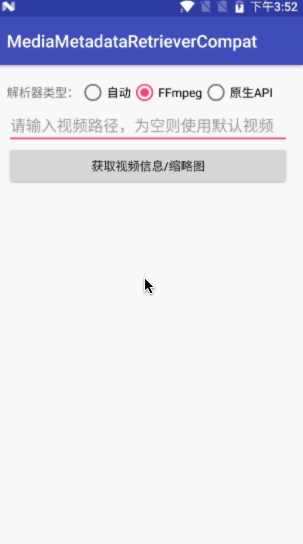 下午3:52
MediaMetadataRetrieverCompat
解析器类型： 自动 FFmpeg 原生API
请输入视频路径，为空则使用默认视频
获取视频信息/缩略图